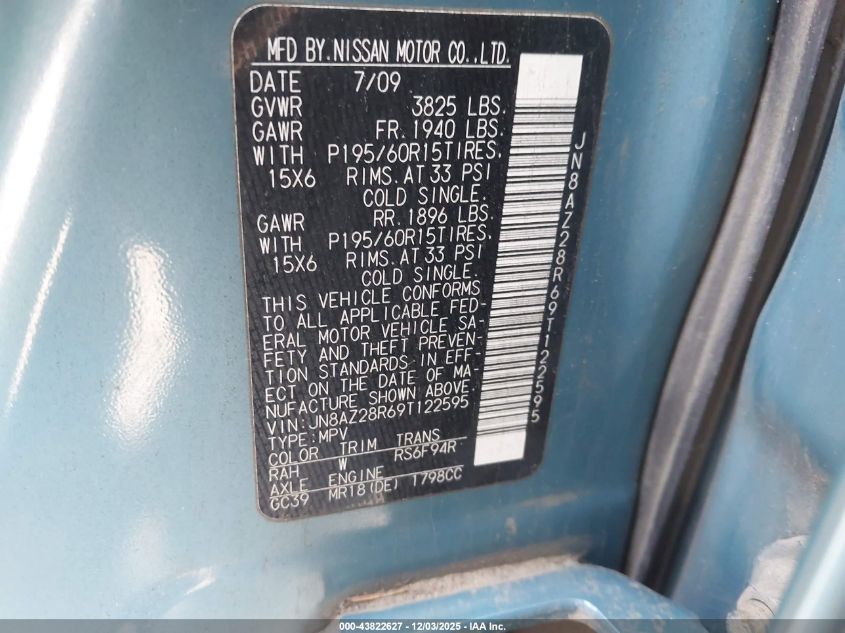 MFD BY.NISSAN MOTOR CO.,LTD.
DATE 7/09
GVWR 3825 LBS.
GAWR FR. 1940 LBS.
WITH P195/60R15TIRES.
15X6 RIMS.AT 33 PSI
COLD SINGLE.
GAWR RR. 1896 LBS.
WITH P195/60R15TIRES.
15X6 RIMS.AT 33 PSI
COLD SINGLE.
THIS VEHICLE CONFORMS
TO ALL APPLICABLE FED-
ERAL MOTOR VEHICLE SA-
FETY AND THEFT PREVEN-
TION STANDARDS IN EFF-
ECT ON THE DATE OF MA-
NUFACTURE SHOWN ABOVE.
VIN:JN8AZ28R69T122595
TYPE:MPV
COLOR TRIM TRANS
RAH W RS6F94R
AXLE ENGINE
GC39 MR18(DE) 1798CC
JN8AZ28R69T122595
000-43822627 - 12/03/2025 - IAA Inc.